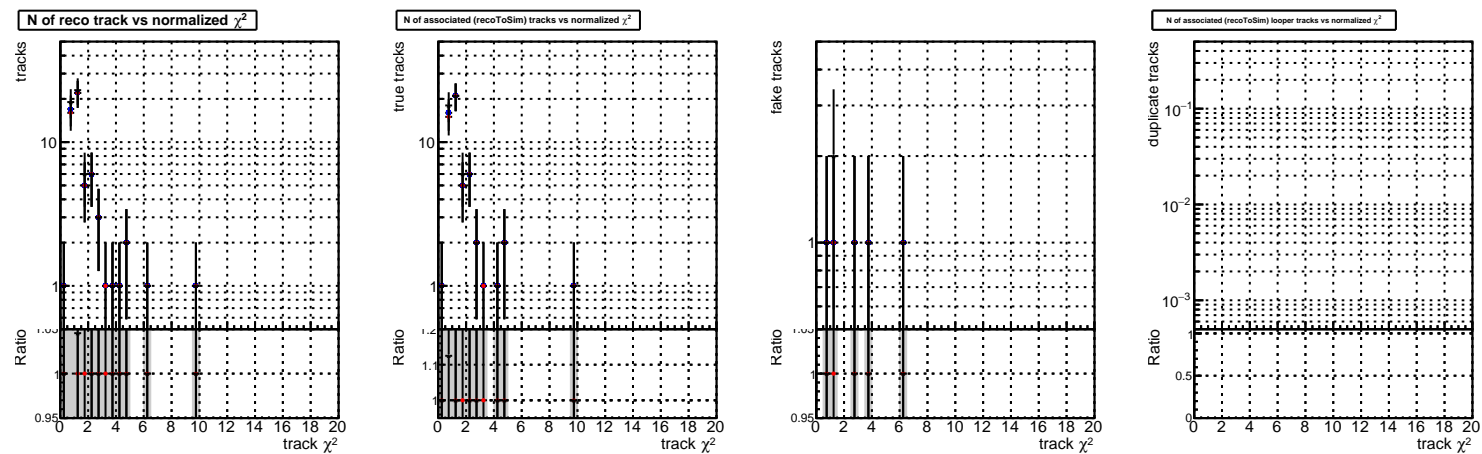 N of reco track vs normalized χ²
tracks
10
1
Ratio
1.05
1
0.95
0 2 4 6 8 10 12 14 16 18 20
track χ²
N of associated (recoToSim) tracks vs normalized χ²
true tracks
10
1
Ratio
1.2
1.1
1
0 2 4 6 8 10 12 14 16 18 20
track χ²
fake tracks
1
Ratio
1.05
1
0.95
0 2 4 6 8 10 12 14 16 18 20
track χ²
N of associated (recoToSim) looper tracks vs normalized χ²
duplicate tracks
10⁻¹
10⁻²
10⁻³
Ratio
1
0.5
0
0 2 4 6 8 10 12 14 16 18 20
track χ²